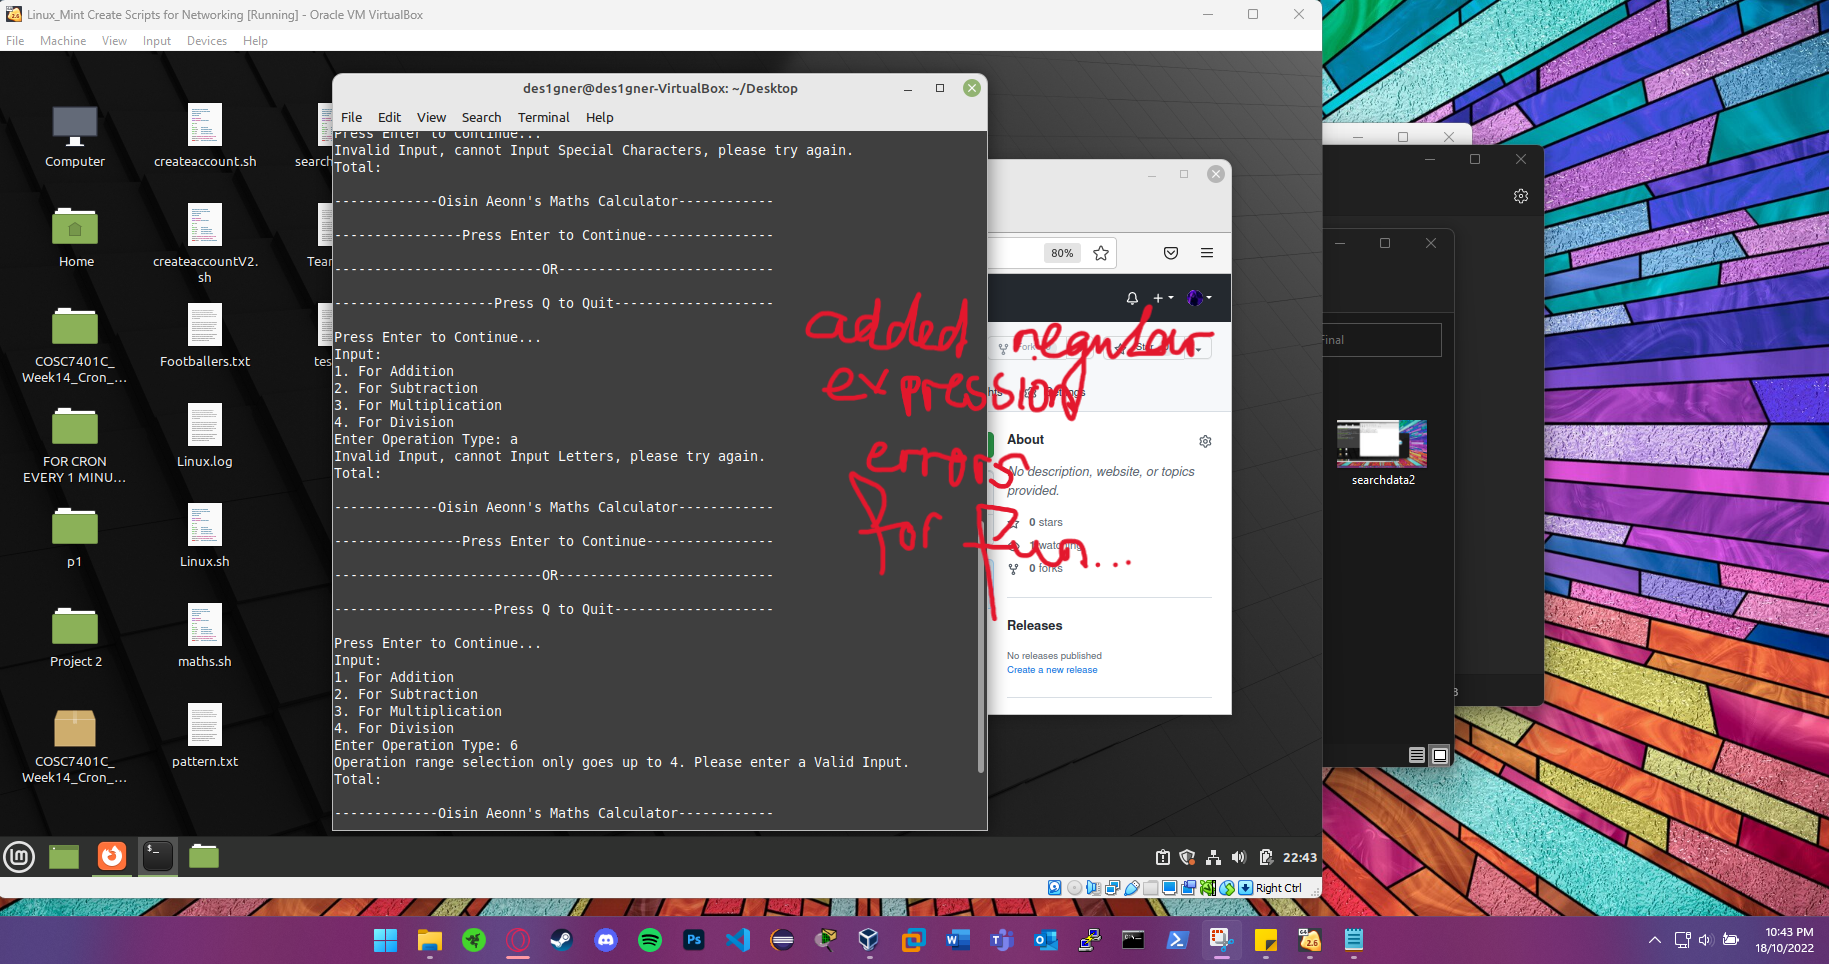 Linux_Mint Create Scripts for Networking [Running] - Oracle VM VirtualBox
File Machine View Input Devices Help
des1gner@des1gner-VirtualBox: ~/Desktop
File Edit View Search Terminal Help
Press Enter to Continue...
Invalid Input, cannot Input Special Characters, please try again.
Total:
-------------Oisin Aeonn's Maths Calculator------------
----------------Press Enter to Continue----------------
--------------------------OR---------------------------
--------------------Press Q to Quit--------------------
Press Enter to Continue...
Input:
1. For Addition
2. For Subtraction
3. For Multiplication
4. For Division
Enter Operation Type: a
Invalid Input, cannot Input Letters, please try again.
Total:
-------------Oisin Aeonn's Maths Calculator------------
----------------Press Enter to Continue----------------
--------------------------OR---------------------------
--------------------Press Q to Quit--------------------
Press Enter to Continue...
Input:
1. For Addition
2. For Subtraction
3. For Multiplication
4. For Division
Enter Operation Type: 6
Operation range selection only goes up to 4. Please enter a Valid Input.
Total:
-------------Oisin Aeonn's Maths Calculator------------
added regular
expression
errors
for fun...
Computer
createaccount.sh
search
Home
createaccountV2.
sh
Tear
COSC7401C_
Week14_Cron_...
Footballers.txt
tes
FOR CRON
EVERY 1 MINU...
Linux.log
p1
Linux.sh
Project 2
maths.sh
COSC7401C_
Week14_Cron_...
pattern.txt
80%
Fork
Star
hts
Settings
About
No description, website, or topics
provided.
0 stars
1 watching
0 forks
Releases
No releases published
Create a new release
Final
searchdata2
22:43
Right Ctrl
10:43 PM
18/10/2022